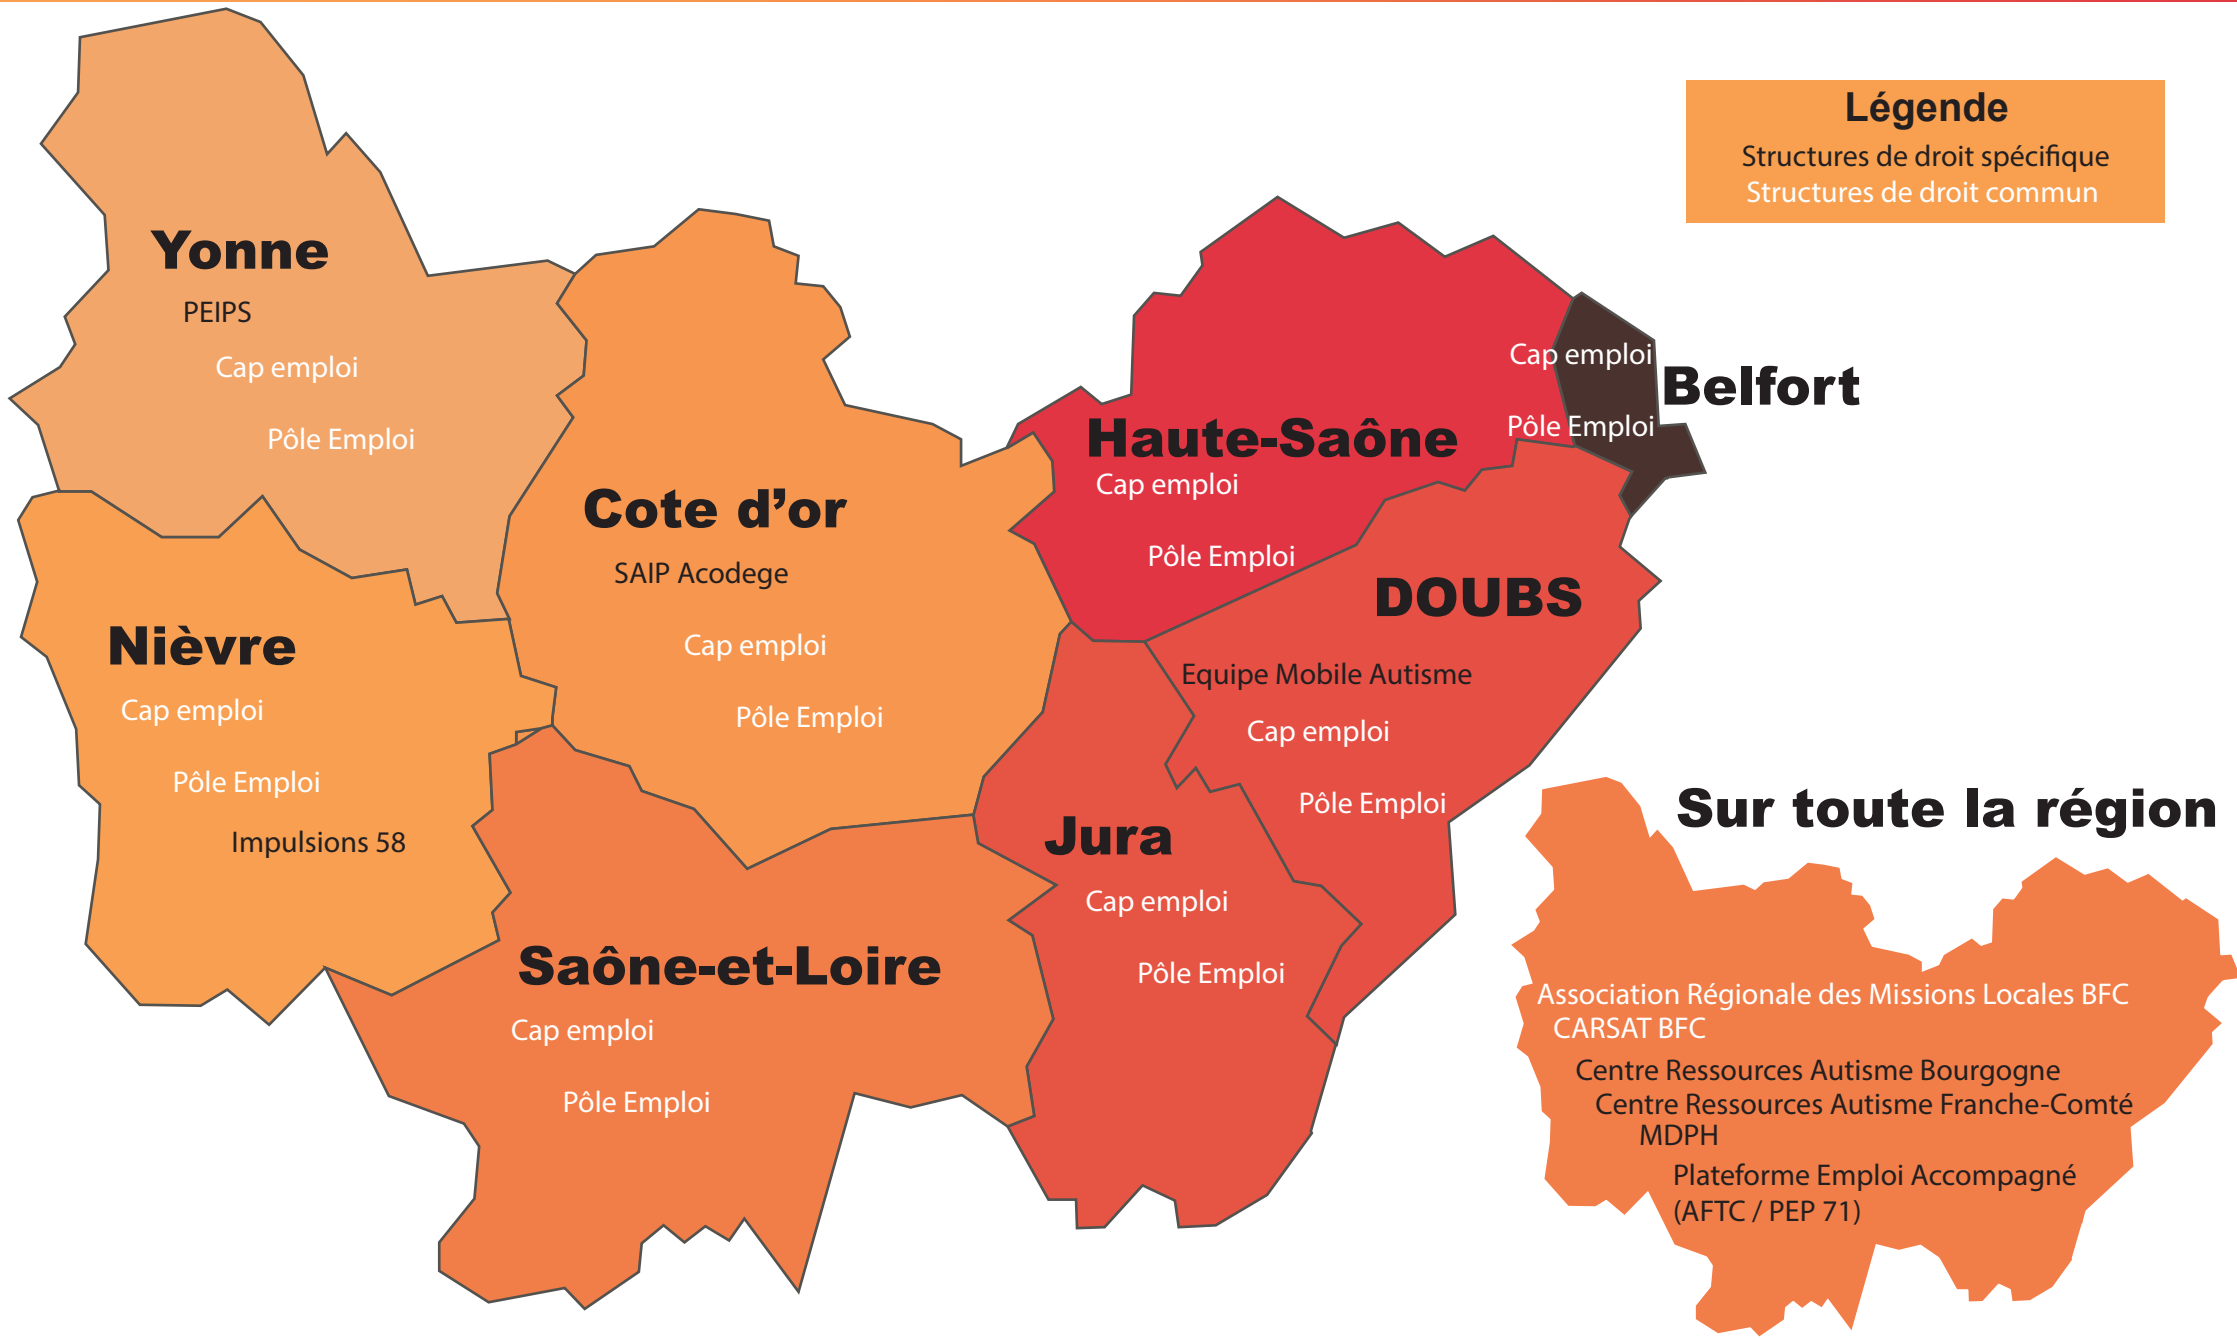 Légende
Structures de droit spécifique
Structures de droit commun
Yonne
PEIPS
Cap emploi
Pôle Emploi
Cote d’or
SAIP Acodege
Cap emploi
Pôle Emploi
Haute-Saône
Cap emploi
Pôle Emploi
Belfort
Cap emploi
Pôle Emploi
DOUBS
Equipe Mobile Autisme
Cap emploi
Pôle Emploi
Nièvre
Cap emploi
Pôle Emploi
Impulsions 58
Saône-et-Loire
Cap emploi
Pôle Emploi
Jura
Cap emploi
Pôle Emploi
Sur toute la région
Association Régionale des Missions Locales BFC
CARSAT BFC
Centre Ressources Autisme Bourgogne
Centre Ressources Autisme Franche-Comté
MDPH
Plateforme Emploi Accompagné
(AFTC / PEP 71)